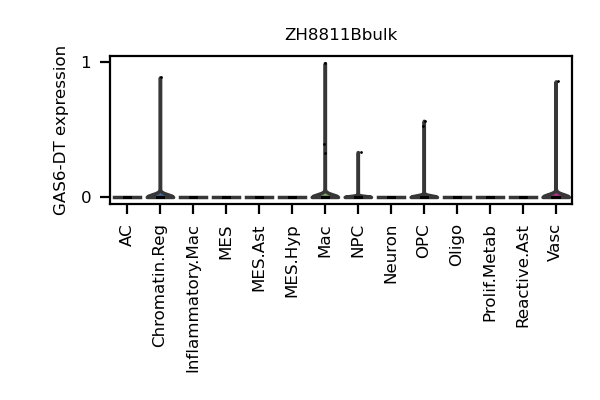 ZH8811Bbulk
GAS6-DT expression
1
0
AC
Chromatin.Reg
Inflammatory.Mac
MES
MES.Ast
MES.Hyp
Mac
NPC
Neuron
OPC
Oligo
Prolif.Metab
Reactive.Ast
Vasc